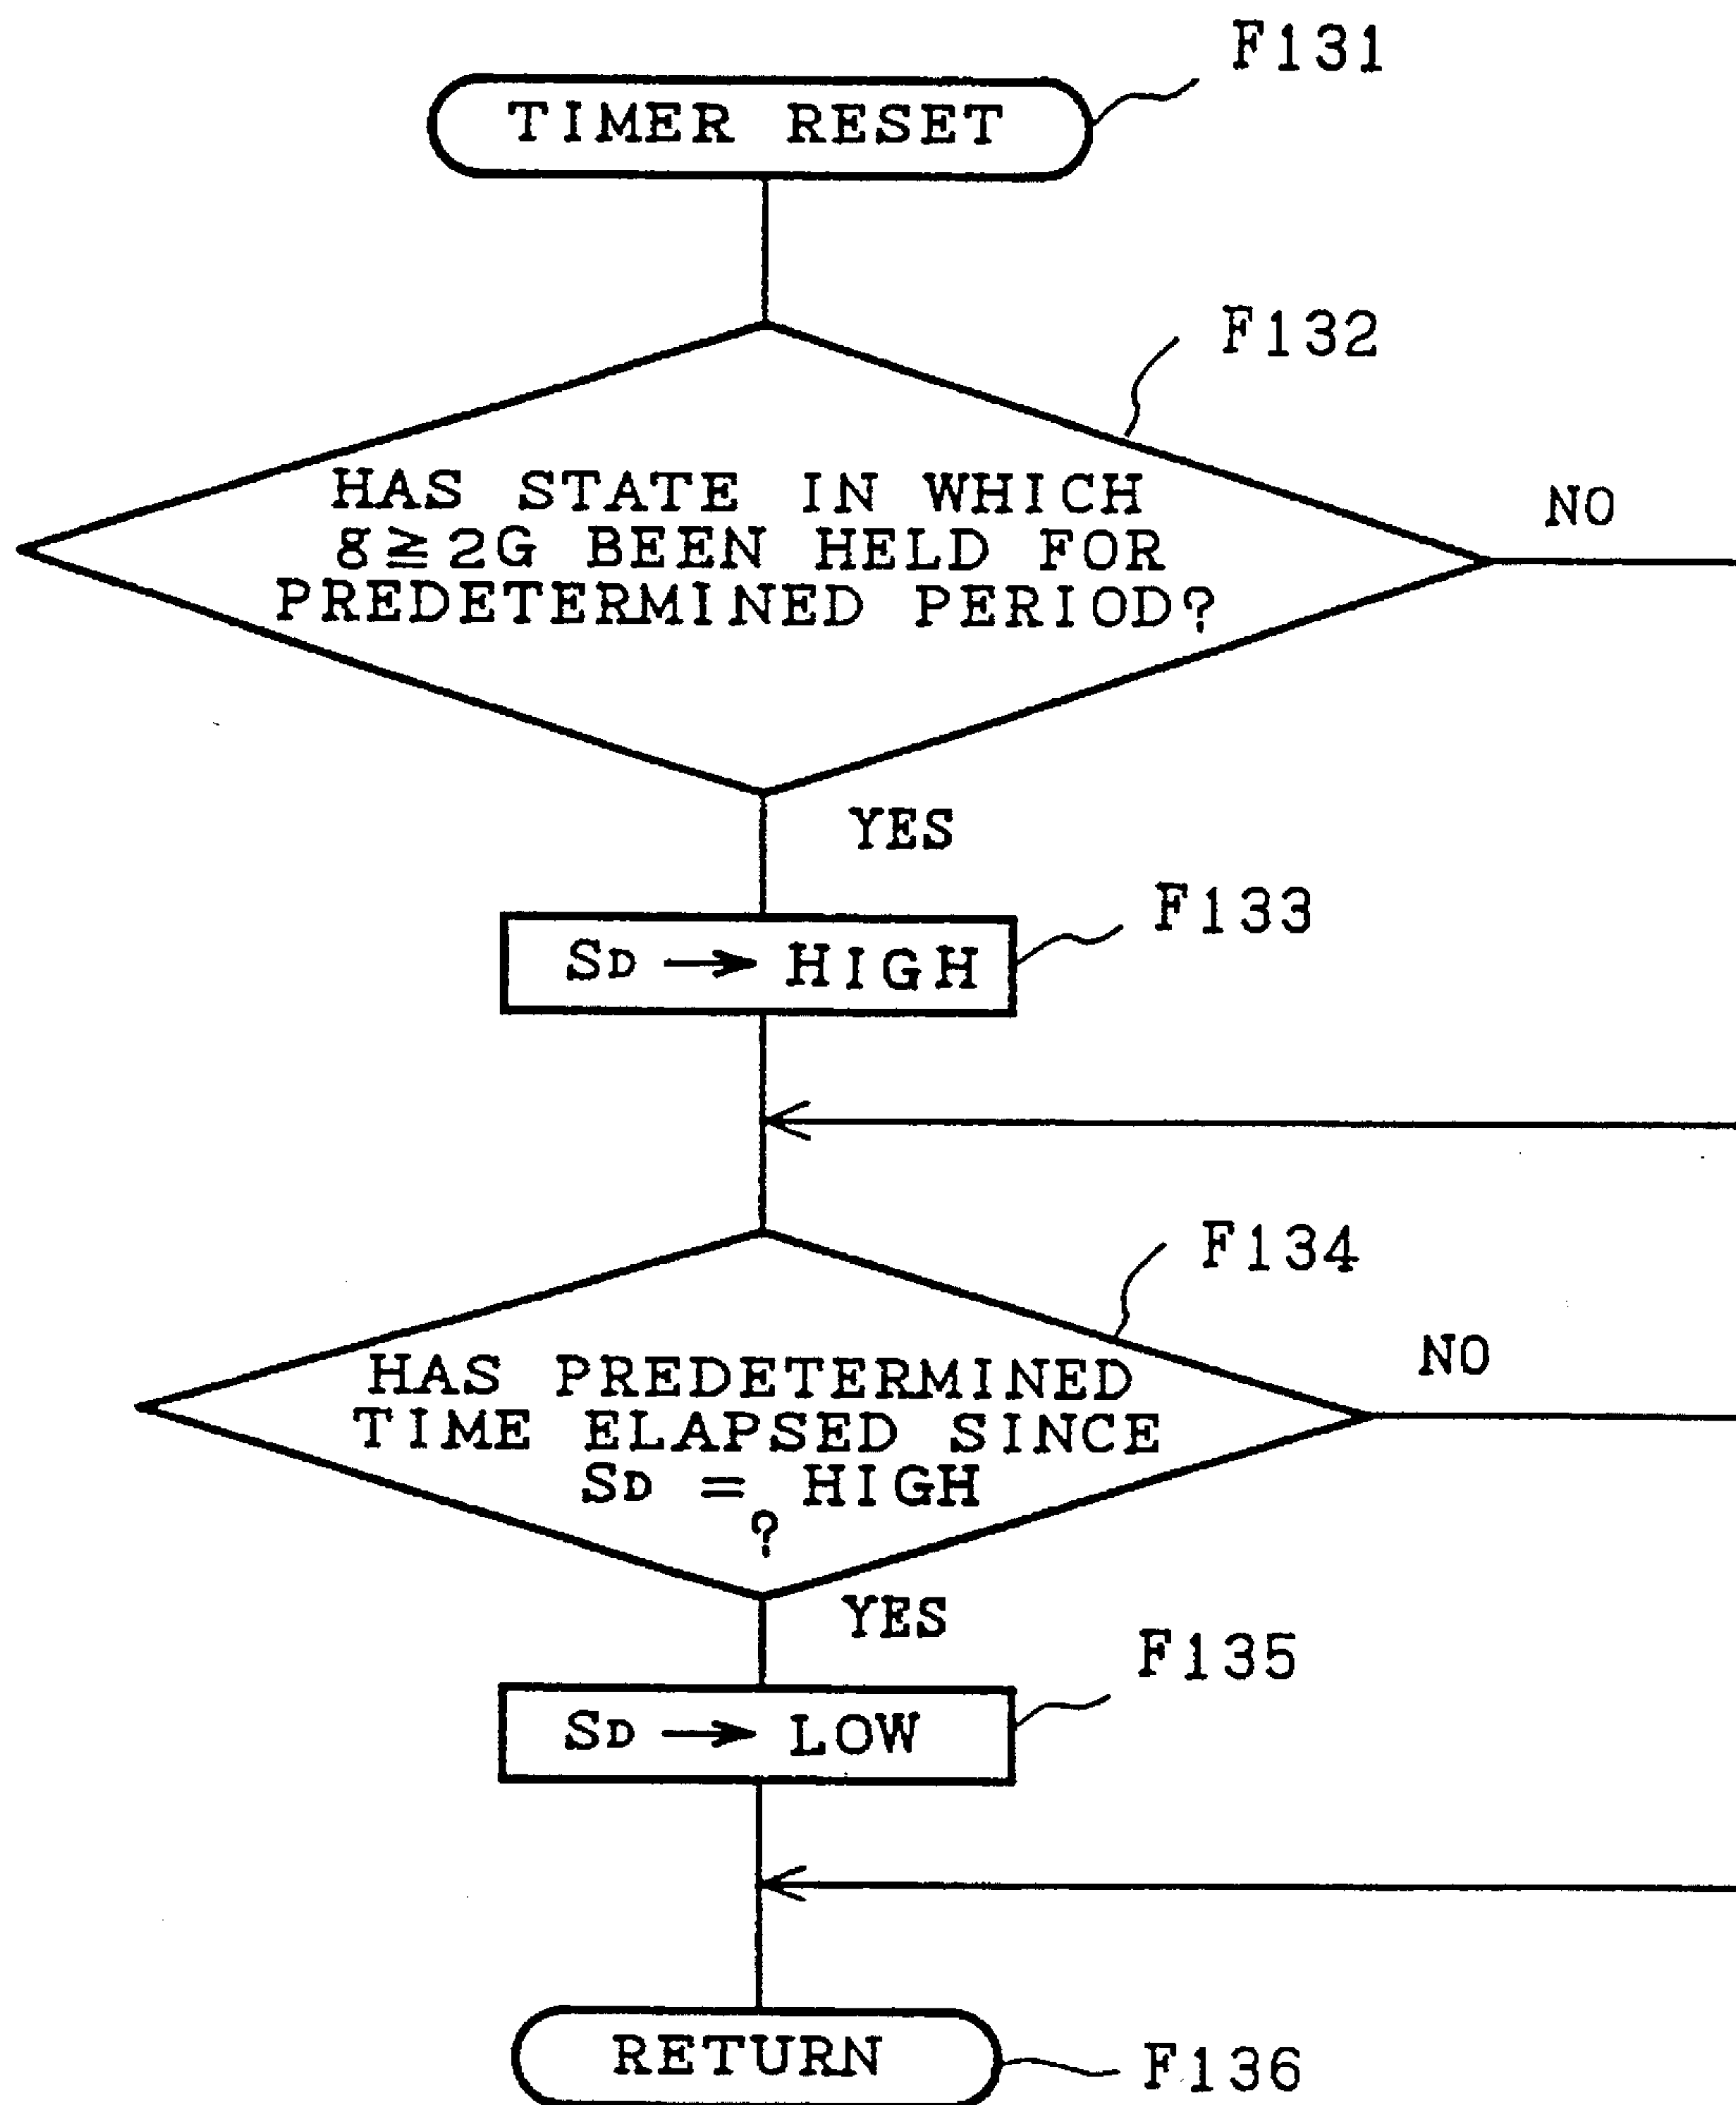 F131
TIMER RESET
F132
HAS STATE IN WHICH
8≧2G BEEN HELD FOR
PREDETERMINED PERIOD?
NO
YES
F133
SD → HIGH
F134
HAS PREDETERMINED
TIME ELAPSED SINCE
SD = HIGH
?
NO
YES
F135
SD → LOW
RETURN
F136